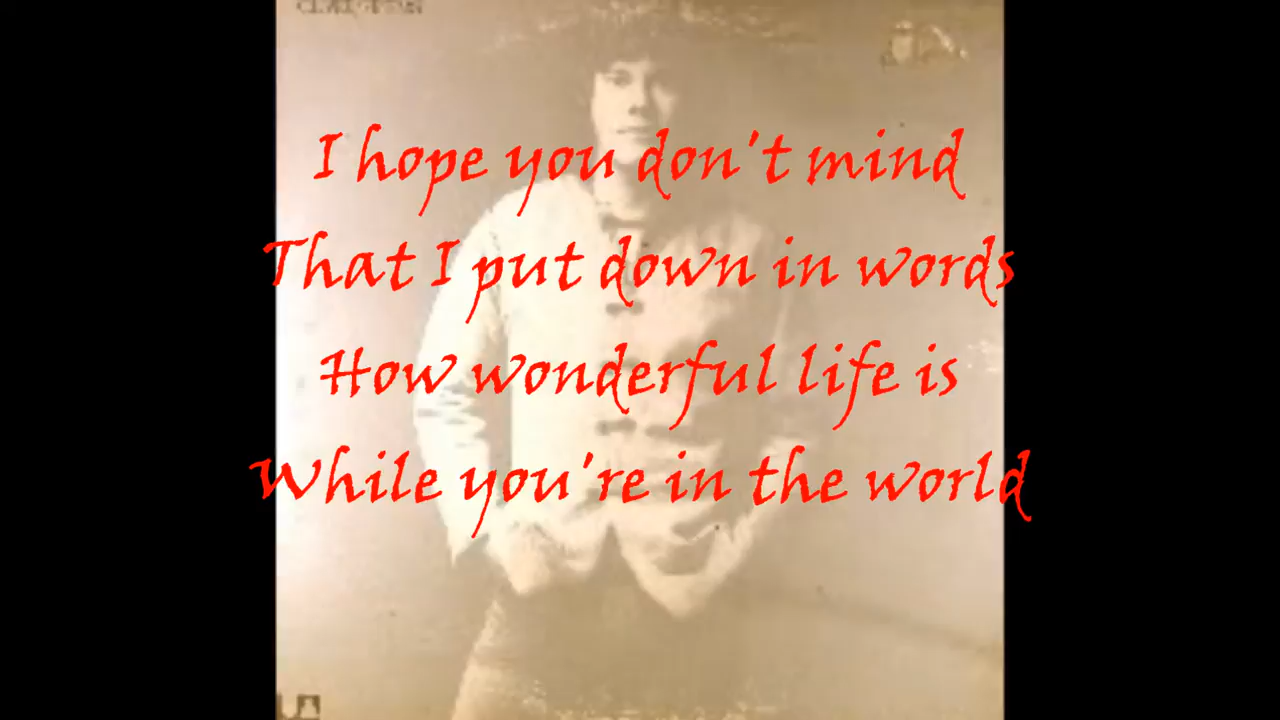 I hope you don't mind
That I put down in words
How wonderful life is
While you're in the world